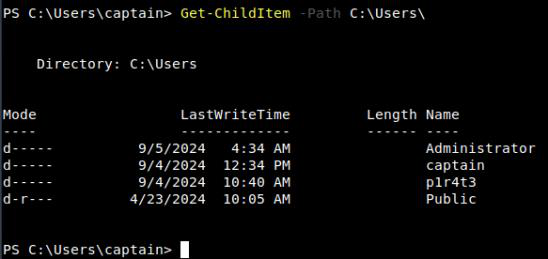 PS C:\Users\captain> Get-ChildItem -Path C:\Users\
    Directory: C:\Users
Mode                 LastWriteTime         Length Name
----                 -------------         ------ ----
d-----          9/5/2024   4:34 AM                Administrator
d-----          9/4/2024  12:34 PM                captain
d-----          9/4/2024  10:40 AM                p1r4t3
d-r---         4/23/2024  10:05 AM                Public
PS C:\Users\captain>